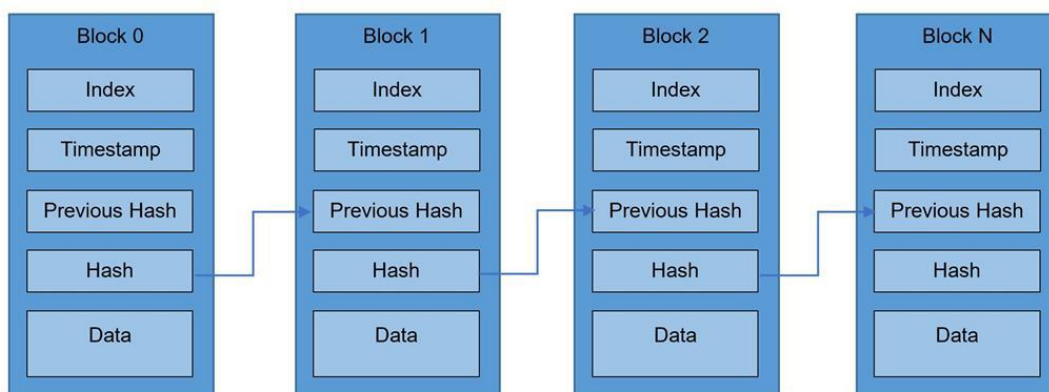 Block 0
Index
Timestamp
Previous Hash
Hash
Data
Block 1
Index
Timestamp
Previous Hash
Hash
Data
Block 2
Index
Timestamp
Previous Hash
Hash
Data
Block N
Index
Timestamp
Previous Hash
Hash
Data